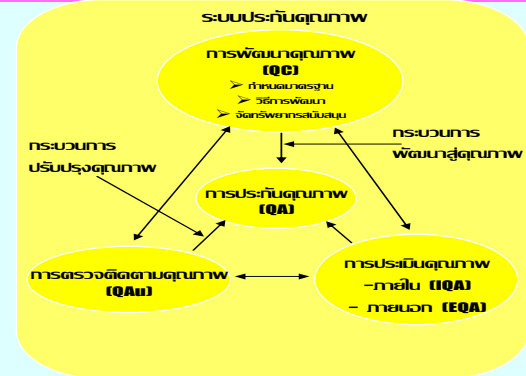 ระบบประกันคุณภาพ
การพัฒนาคุณภาพ
(QC)
➢ กำหนดมาตรฐาน
➢ วิธีการพัฒนา
➢ จัดทรัพยากรสนับสนุน
กระบวนการ
ปรับปรุงคุณภาพ
กระบวนการ
พัฒนาสู่คุณภาพ
การประกันคุณภาพ
(QA)
การตรวจติดตามคุณภาพ
(QAu)
การประเมินคุณภาพ
-ภายใน (IQA)
- ภายนอก (EQA)